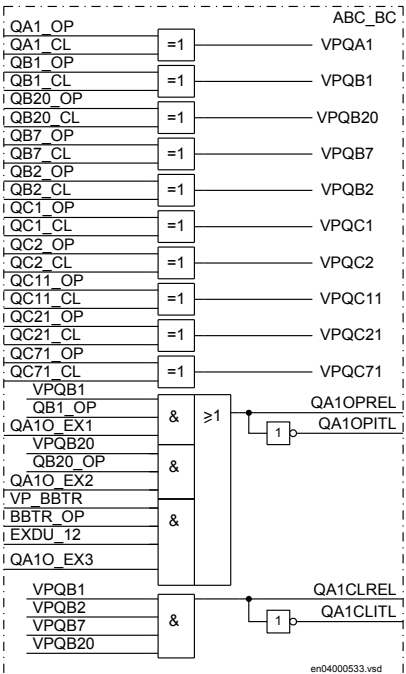 ABC_BC
QA1_OP
QA1_CL
=1
VPQA1
QB1_OP
QB1_CL
=1
VPQB1
QB20_OP
QB20_CL
=1
VPQB20
QB7_OP
QB7_CL
=1
VPQB7
QB2_OP
QB2_CL
=1
VPQB2
QC1_OP
QC1_CL
=1
VPQC1
QC2_OP
QC2_CL
=1
VPQC2
QC11_OP
QC11_CL
=1
VPQC11
QC21_OP
QC21_CL
=1
VPQC21
QC71_OP
QC71_CL
=1
VPQC71
VPQB1
QB1_OP
QA1O_EX1
&
≥1
QA1OPREL
QA1OPITL
1
VPQB20
QB20_OP
QA1O_EX2
&
VP_BBTR
BBTR_OP
EXDU_12
QA1O_EX3
&
VPQB1
VPQB2
VPQB7
VPQB20
&
QA1CLREL
QA1CLITL
1
en04000533.vsd